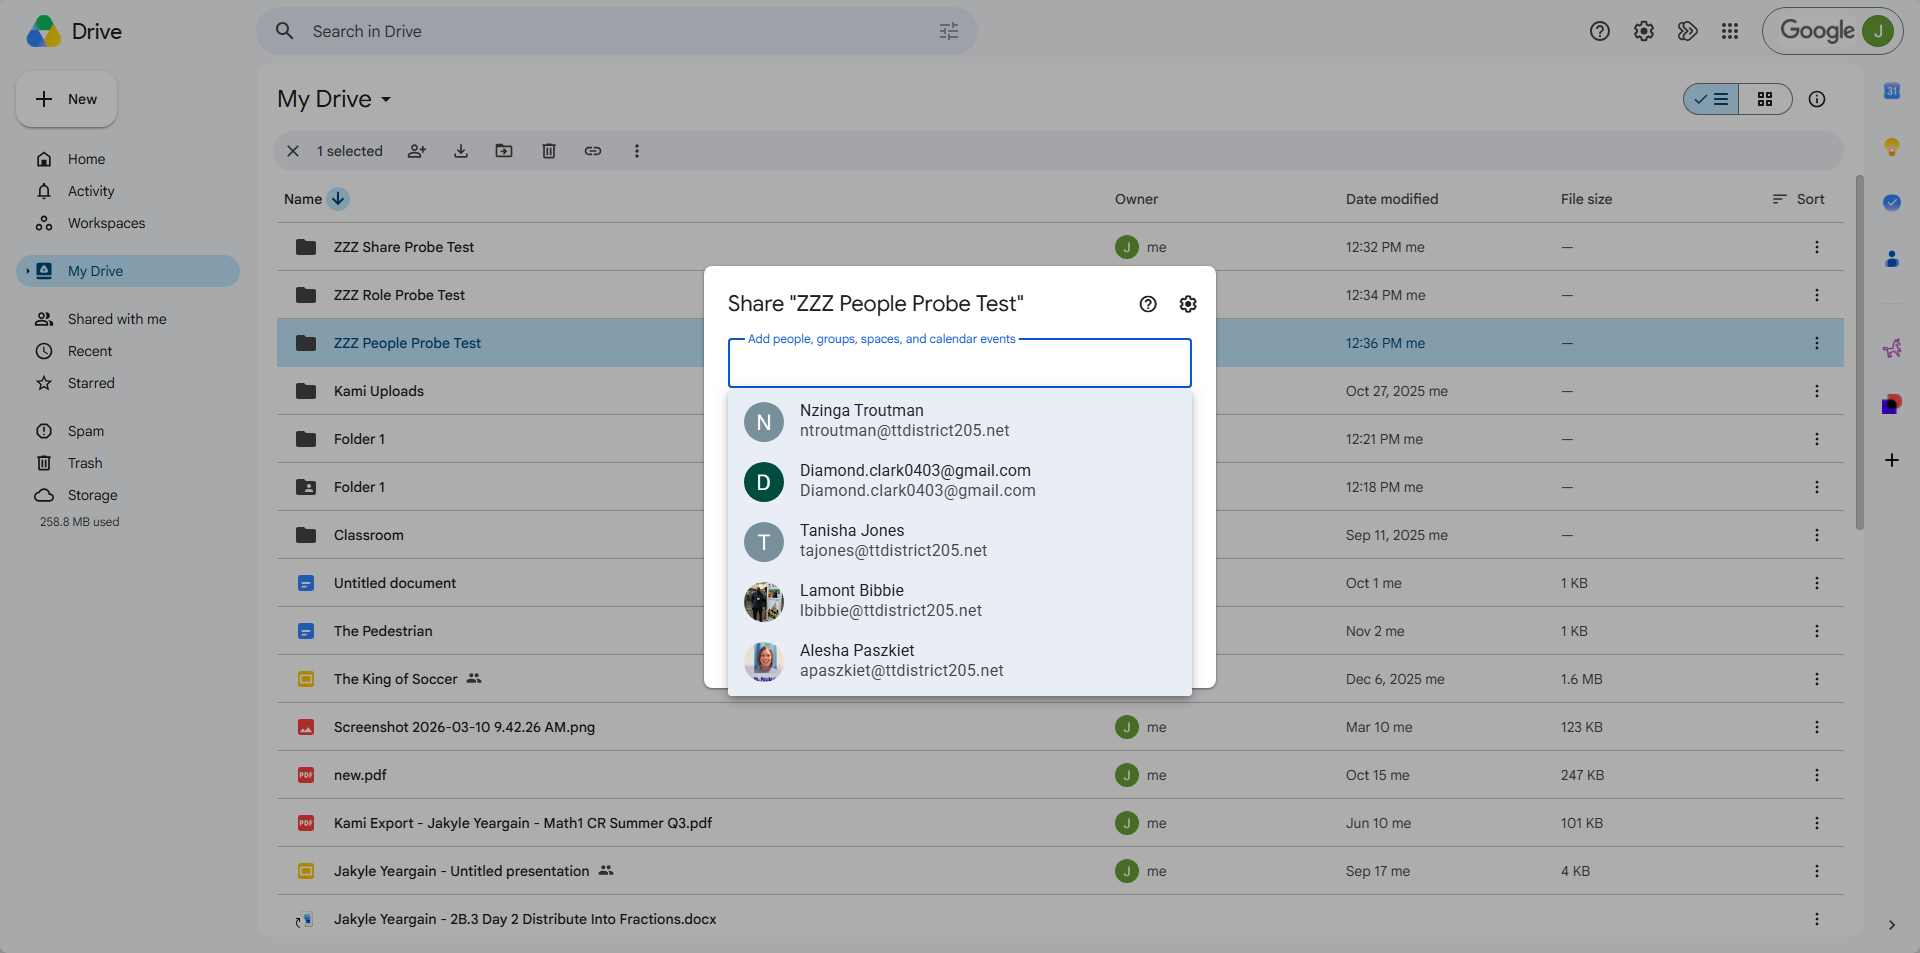 Drive
Search in Drive
Google
J
New
Home
Activity
Workspaces
My Drive
Shared with me
Recent
Starred
Spam
Trash
Storage
258.8 MB used
My Drive
1 selected
Name
Owner
Date modified
File size
Sort
ZZZ Share Probe Test
J
me
12:32 PM me
—
ZZZ Role Probe Test
12:34 PM me
—
ZZZ People Probe Test
12:36 PM me
—
Kami Uploads
Oct 27, 2025 me
—
Folder 1
12:21 PM me
—
Folder 1
12:18 PM me
—
Classroom
Sep 11, 2025 me
—
Untitled document
Oct 1 me
1 KB
The Pedestrian
Nov 2 me
1 KB
The King of Soccer
Dec 6, 2025 me
1.6 MB
Screenshot 2026-03-10 9.42.26 AM.png
J
me
Mar 10 me
123 KB
PDF
new.pdf
J
me
Oct 15 me
247 KB
PDF
Kami Export - Jakyle Yeargain - Math1 CR Summer Q3.pdf
J
me
Jun 10 me
101 KB
Jakyle Yeargain - Untitled presentation
J
me
Sep 17 me
4 KB
Jakyle Yeargain - 2B.3 Day 2 Distribute Into Fractions.docx
Share "ZZZ People Probe Test"
Add people, groups, spaces, and calendar events
N
Nzinga Troutman
ntroutman@ttdistrict205.net
D
Diamond.clark0403@gmail.com
Diamond.clark0403@gmail.com
T
Tanisha Jones
tajones@ttdistrict205.net
Lamont Bibbie
lbibbie@ttdistrict205.net
Alesha Paszkiet
apaszkiet@ttdistrict205.net
31